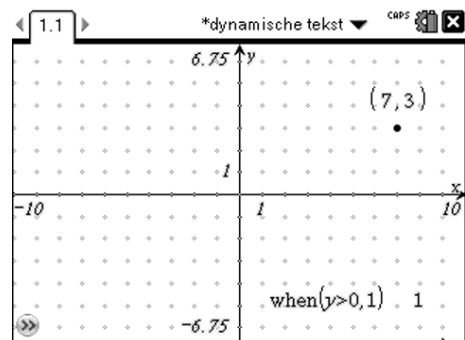 1.1 *dynamische tekst CAPS
6.75 y
(7,3)
1
x
-10 1 10
when(y>0,1) 1
-6.75